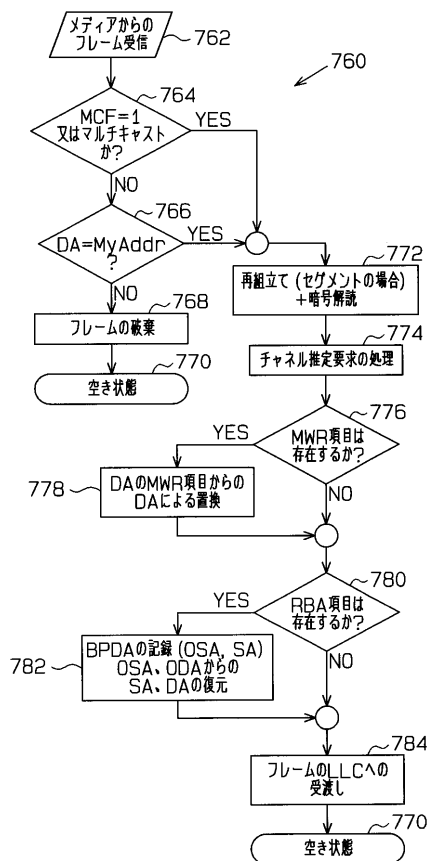 メディアからの
フレーム受信
762
760
764
MCF=1
又はマルチキャスト
か?
YES
NO
766
DA=MyAddr
?
YES
NO
768
フレームの破棄
770
空き状態
772
再組立て(セグメントの場合)
+暗号解読
774
チャネル推定要求の処理
776
MWR項目は
存在するか?
YES
NO
778
DAのMWR項目からの
DAによる置換
780
RBA項目は
存在するか?
YES
NO
782
BPDAの記録(OSA, SA)
OSA、ODAからの
SA、DAの復元
784
フレームのLLCへの
受渡し
770
空き状態